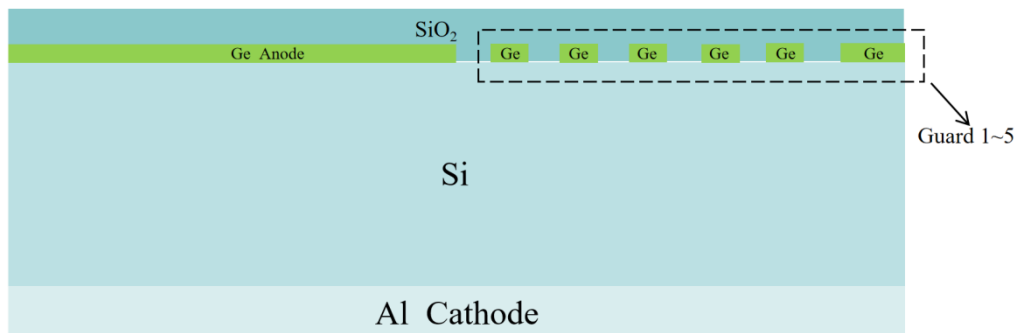 SiO₂
Ge Anode
Ge Ge Ge Ge Ge Ge
Guard 1~5
Si
Al Cathode